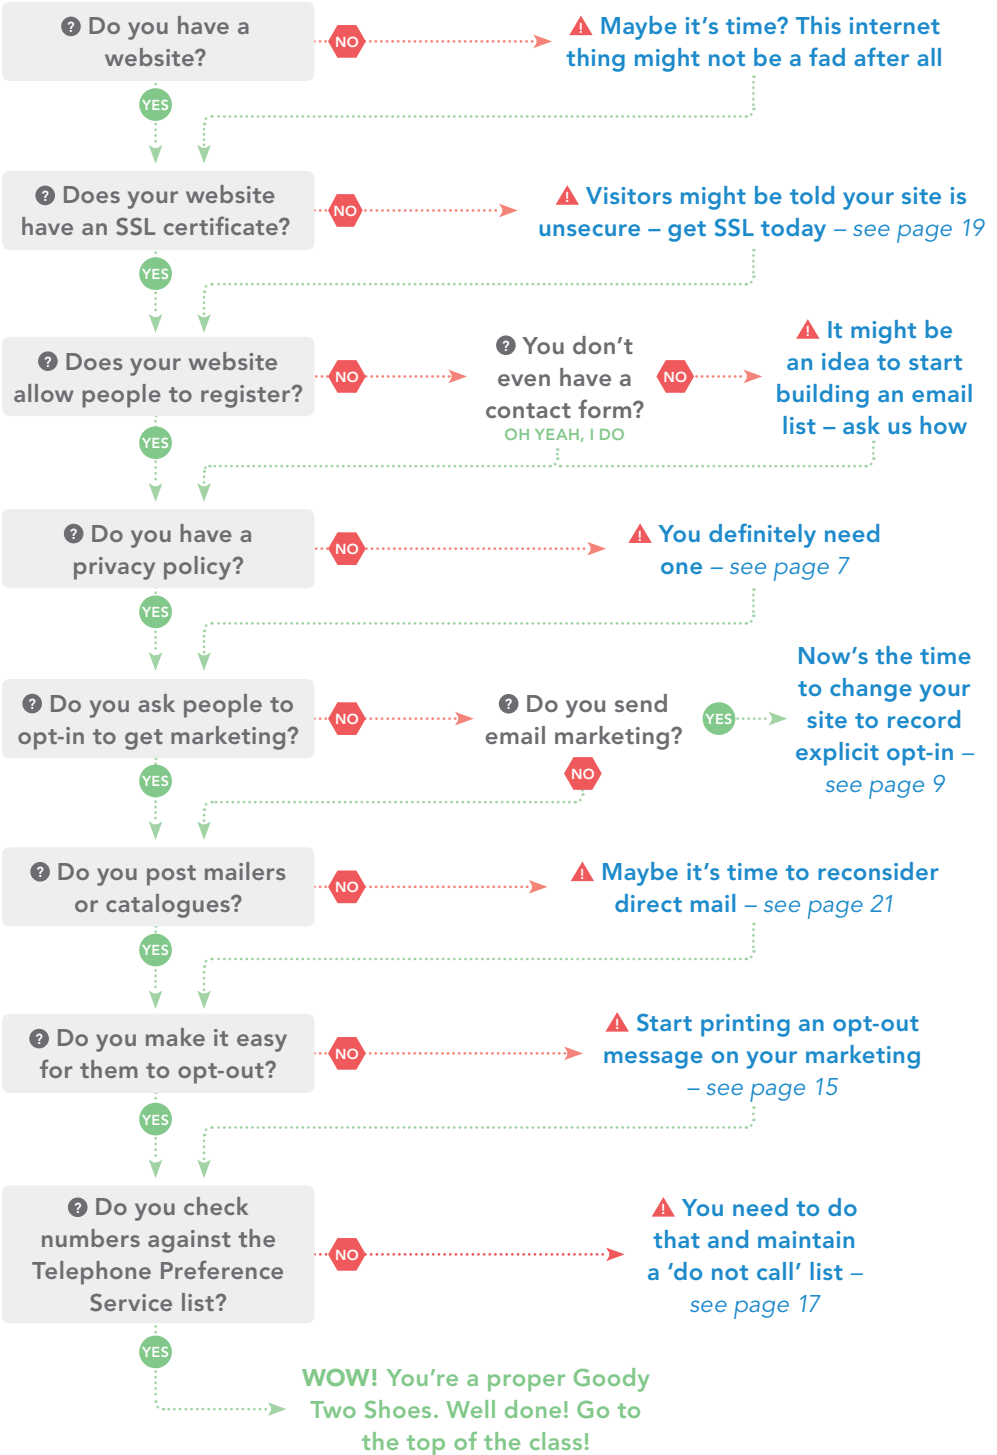 ? Do you have a
website?
NO
! Maybe it’s time? This internet
thing might not be a fad after all
YES
? Does your website
have an SSL certificate?
NO
! Visitors might be told your site is
unsecure – get SSL today – see page 19
YES
? Does your website
allow people to register?
NO
? You don’t
even have a
contact form?
OH YEAH, I DO
NO
! It might be
an idea to start
building an email
list – ask us how
YES
? Do you have a
privacy policy?
NO
! You definitely need
one – see page 7
YES
? Do you ask people to
opt-in to get marketing?
NO
? Do you send
email marketing?
YES
Now’s the time
to change your
site to record
explicit opt-in –
see page 9
NO
YES
? Do you post mailers
or catalogues?
NO
! Maybe it’s time to reconsider
direct mail – see page 21
YES
? Do you make it easy
for them to opt-out?
NO
! Start printing an opt-out
message on your marketing
– see page 15
YES
? Do you check
numbers against the
Telephone Preference
Service list?
NO
! You need to do
that and maintain
a ‘do not call’ list –
see page 17
YES
WOW! You’re a proper Goody
Two Shoes. Well done! Go to
the top of the class!